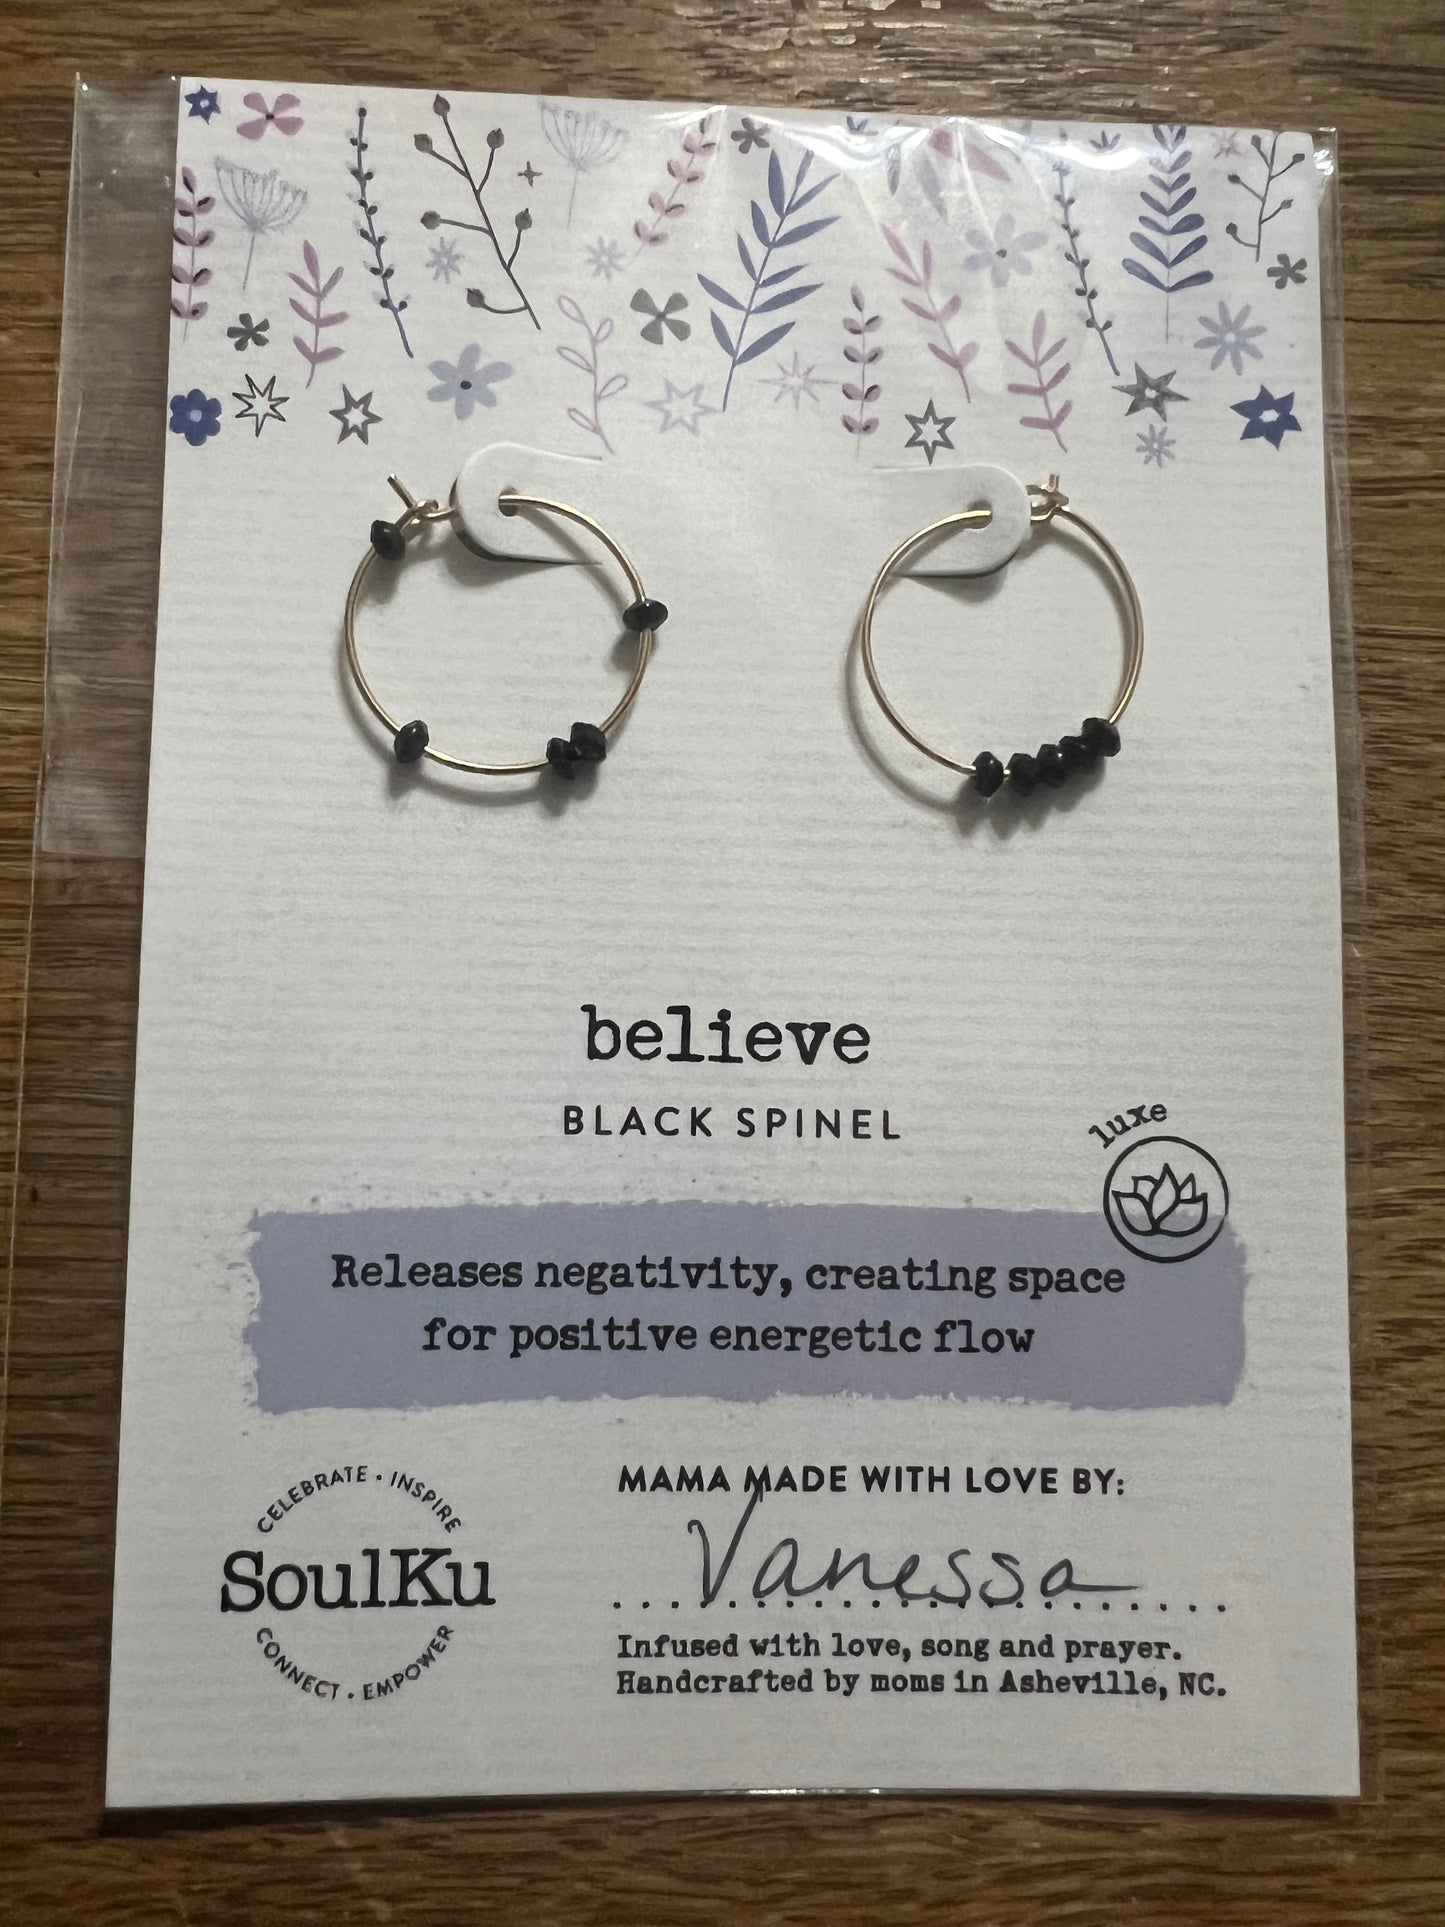 believe
BLACK SPINEL
luxe
Releases negativity, creating space
for positive energetic flow
CELEBRATE • INSPIRE
SoulKu
CONNECT • EMPOWER
MAMA MADE WITH LOVE BY:
Vanessa
Infused with love, song and prayer.
Handcrafted by moms in Asheville, NC.